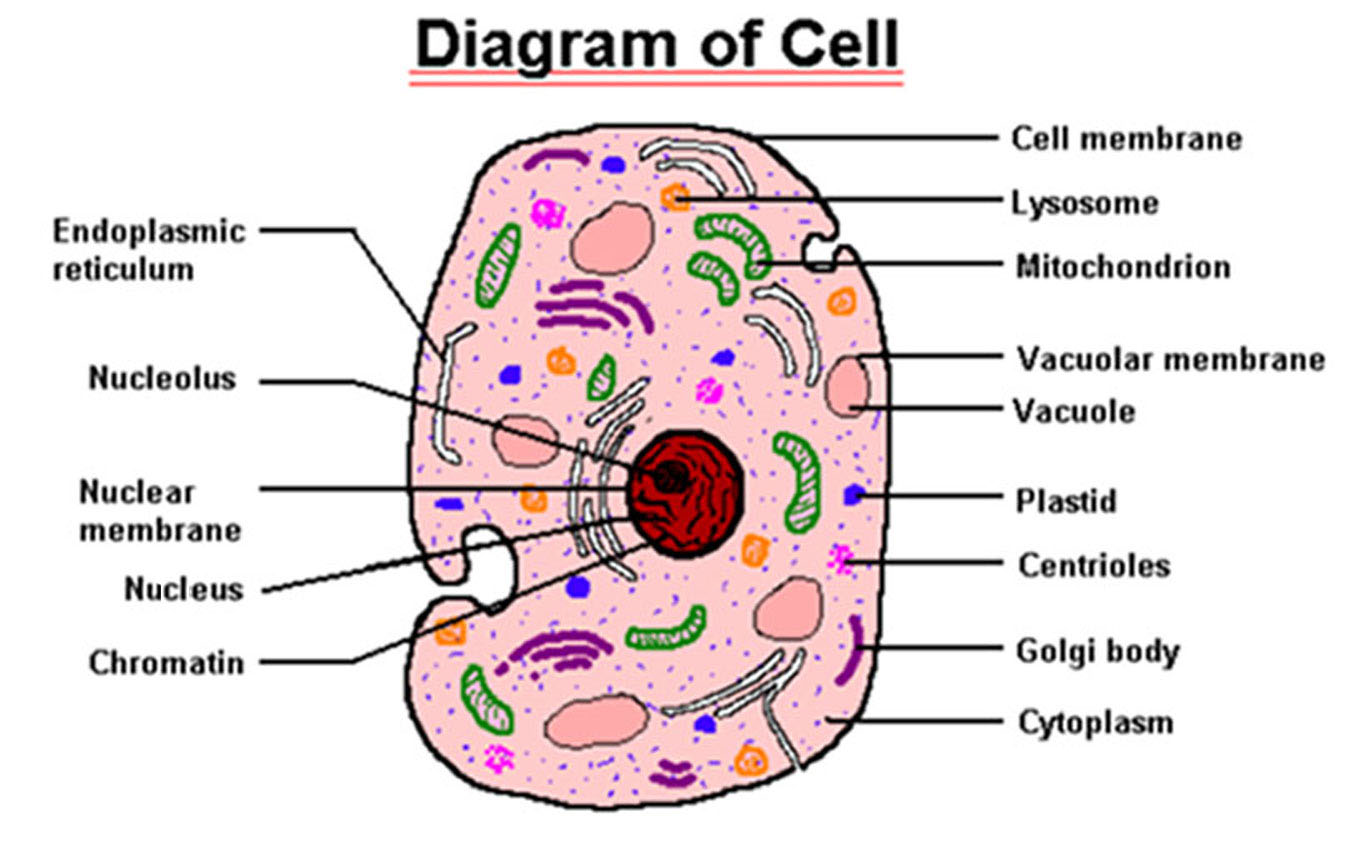 Diagram of Cell
Endoplasmic
reticulum
Nucleolus
Nuclear
membrane
Nucleus
Chromatin
Cell membrane
Lysosome
Mitochondrion
Vacuolar membrane
Vacuole
Plastid
Centrioles
Golgi body
Cytoplasm